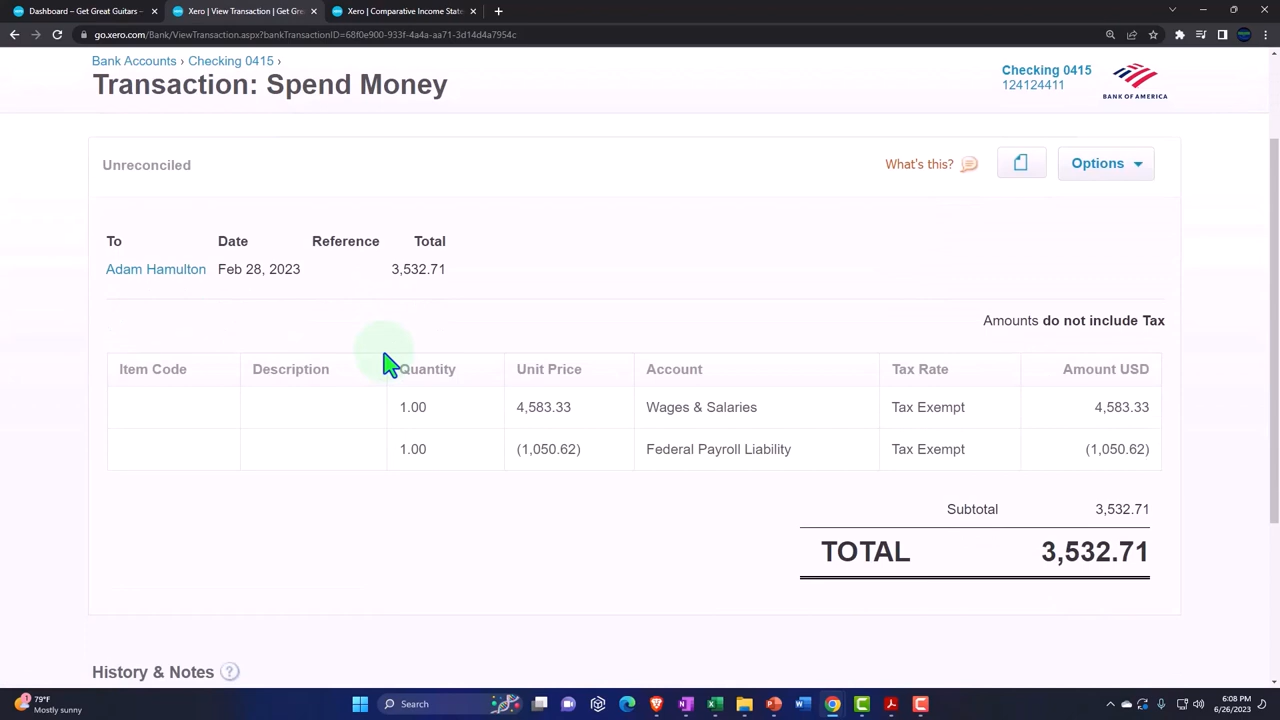 Dashboard – Get Great Guitars
Xero | View Transaction | Get Gr
Xero | Comparative Income State
go.xero.com/Bank/ViewTransaction.aspx?bankTransactionID=68f0e900-933f-4a4a-aa71-3d14d4a7954c
Bank Accounts › Checking 0415 ›
Transaction: Spend Money
Checking 0415
124124411
BANK OF AMERICA
Unreconciled
What's this?
Options
To Date Reference Total
Adam Hamulton Feb 28, 2023 3,532.71
Amounts do not include Tax
Item Code Description Quantity Unit Price Account Tax Rate Amount USD
1.00 4,583.33 Wages & Salaries Tax Exempt 4,583.33
1.00 (1,050.62) Federal Payroll Liability Tax Exempt (1,050.62)
Subtotal 3,532.71
TOTAL 3,532.71
History & Notes ?
79°F
Mostly sunny
Search
6:08 PM
6/26/2023